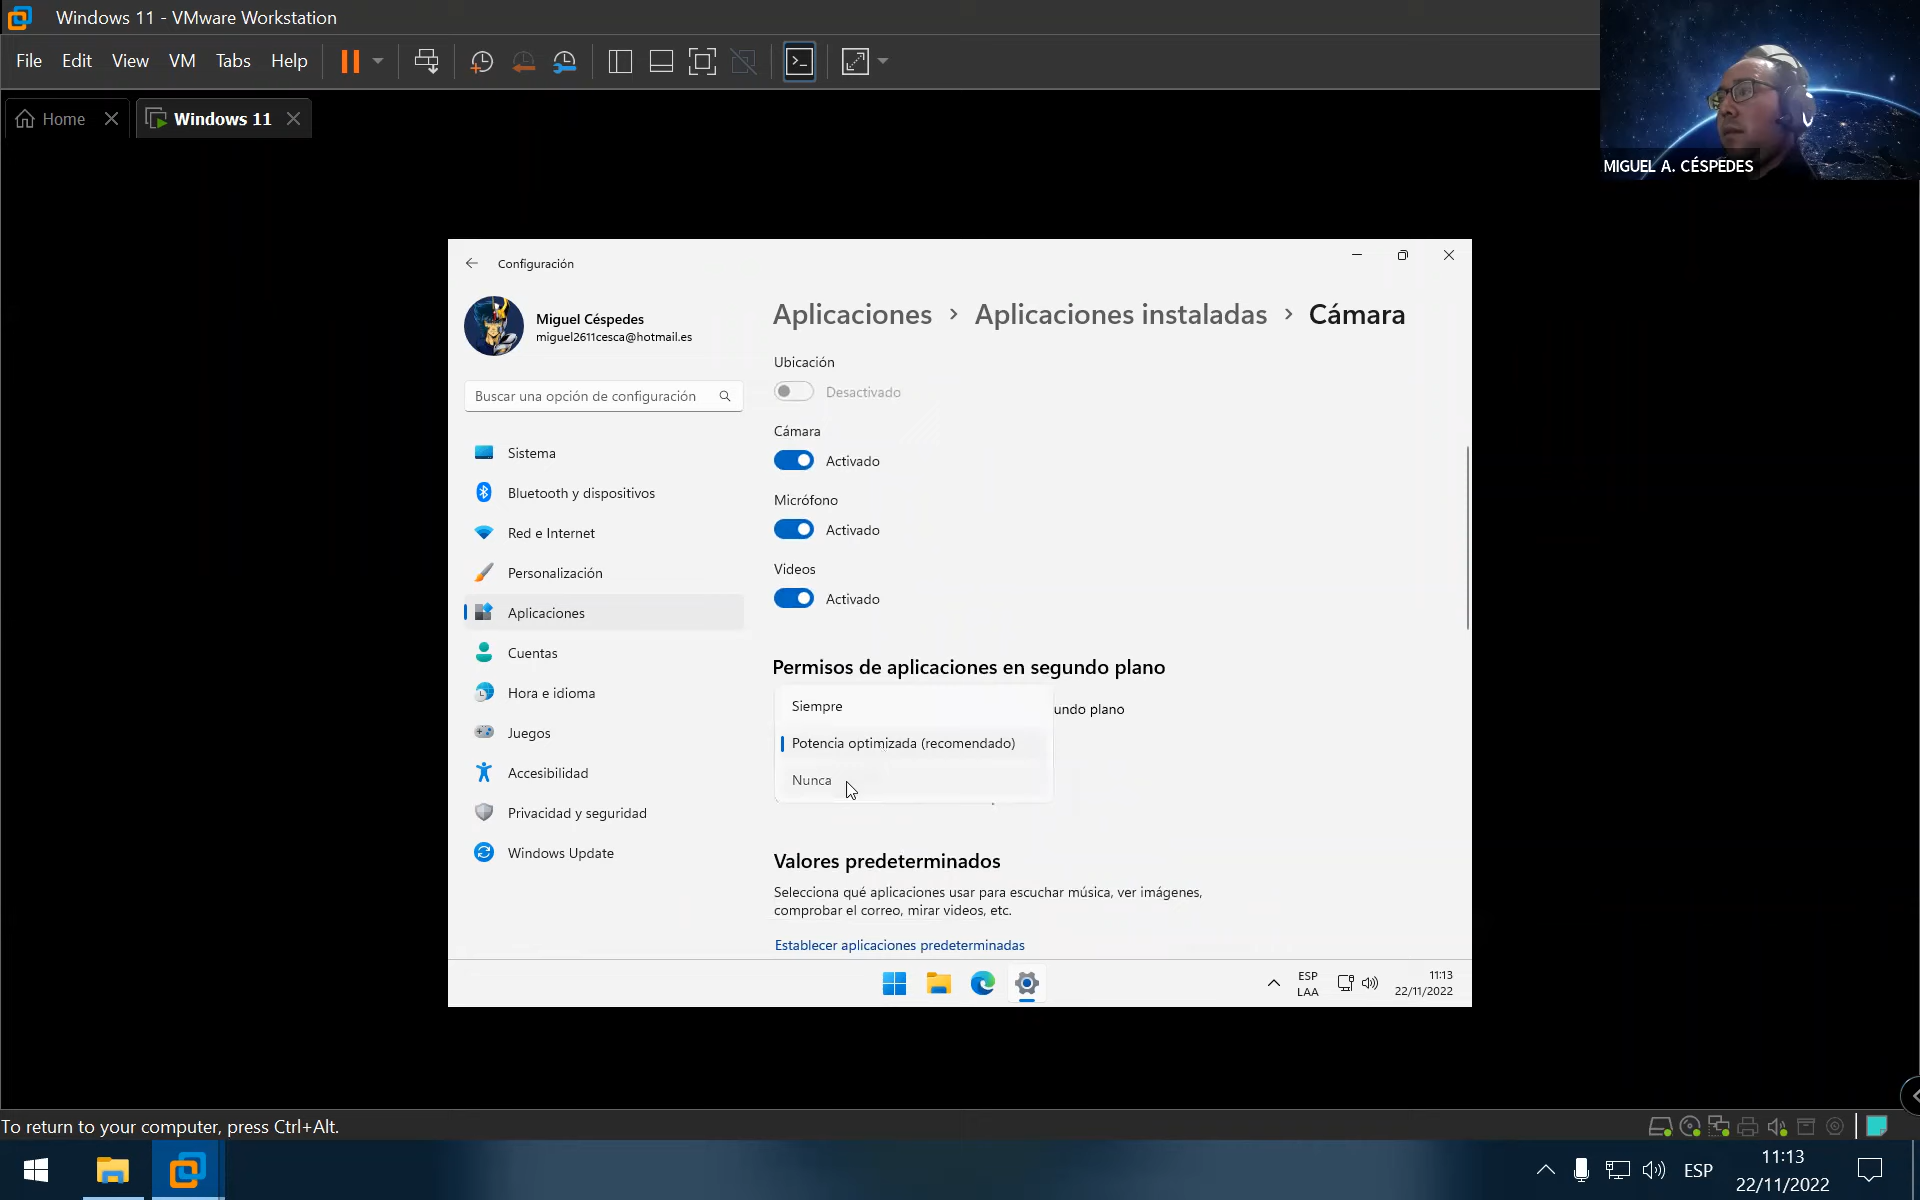 Windows 11 - VMware Workstation
File Edit View VM Tabs Help
Home
Windows 11
MIGUEL A. CÉSPEDES
Configuración
Miguel Céspedes
miguel2611cesca@hotmail.es
Buscar una opción de configuración
Sistema
Bluetooth y dispositivos
Red e Internet
Personalización
Aplicaciones
Cuentas
Hora e idioma
Juegos
Accesibilidad
Privacidad y seguridad
Windows Update
Aplicaciones › Aplicaciones instaladas › Cámara
Ubicación
Desactivado
Cámara
Activado
Micrófono
Activado
Videos
Activado
Permisos de aplicaciones en segundo plano
undo plano
Siempre
Potencia optimizada (recomendado)
Nunca
Valores predeterminados
Selecciona qué aplicaciones usar para escuchar música, ver imágenes,
comprobar el correo, mirar videos, etc.
Establecer aplicaciones predeterminadas
ESP
LAA
11:13
22/11/2022
To return to your computer, press Ctrl+Alt.
ESP
11:13
22/11/2022